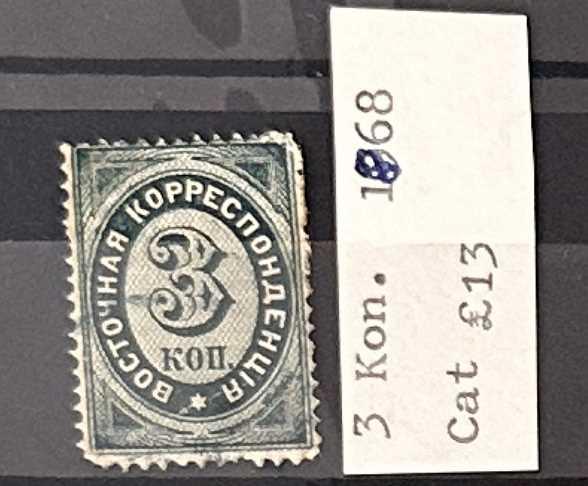 ВОСТОЧНАЯ КОРРЕСПОНДЕНЦІЯ
3
КОП.
3 Kon. 1868
Cat £13